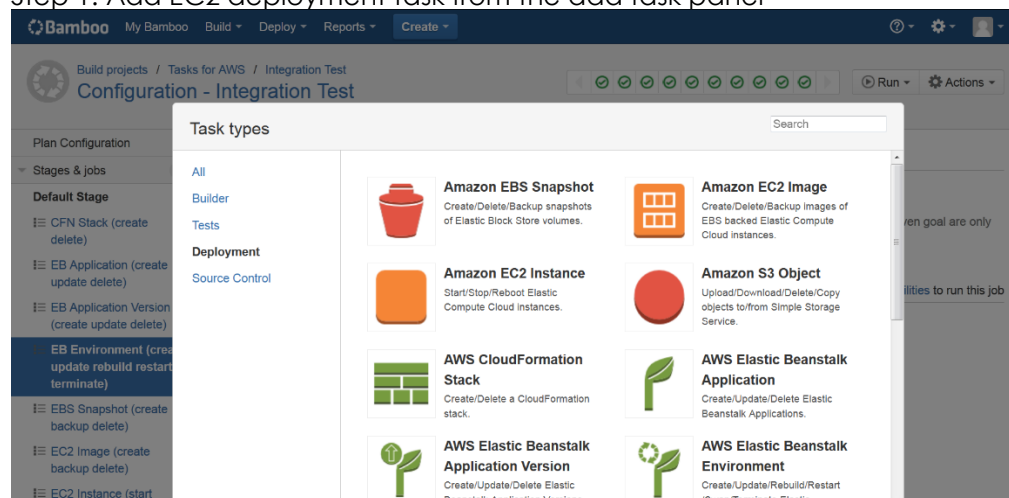 Step 1: Add EC2 deployment Task from the add task panel
Bamboo My Bamboo Build Deploy Reports Create
Build projects / Tasks for AWS / Integration Test
Configuration - Integration Test
Run Actions
Task types
Search
Plan Configuration
Stages & jobs
Default Stage
CFN Stack (create
delete)
EB Application (create
update delete)
EB Application Version
(create update delete)
EB Environment (crea
update rebuild restart
terminate)
EBS Snapshot (create
backup delete)
EC2 Image (create
backup delete)
EC2 Instance (start
All
Builder
Tests
Deployment
Source Control
Amazon EBS Snapshot
Create/Delete/Backup snapshots
of Elastic Block Store volumes.
Amazon EC2 Image
Create/Delete/Backup images of
EBS backed Elastic Compute
Cloud instances.
Amazon EC2 Instance
Start/Stop/Reboot Elastic
Compute Cloud instances.
Amazon S3 Object
Upload/Download/Delete/Copy
objects to/from Simple Storage
Service.
AWS CloudFormation
Stack
Create/Delete a CloudFormation
stack.
AWS Elastic Beanstalk
Application
Create/Update/Delete Elastic
Beanstalk Applications.
AWS Elastic Beanstalk
Application Version
Create/Update/Delete Elastic
AWS Elastic Beanstalk
Environment
Create/Update/Rebuild/Restart
ven goal are only
ilities to run this job